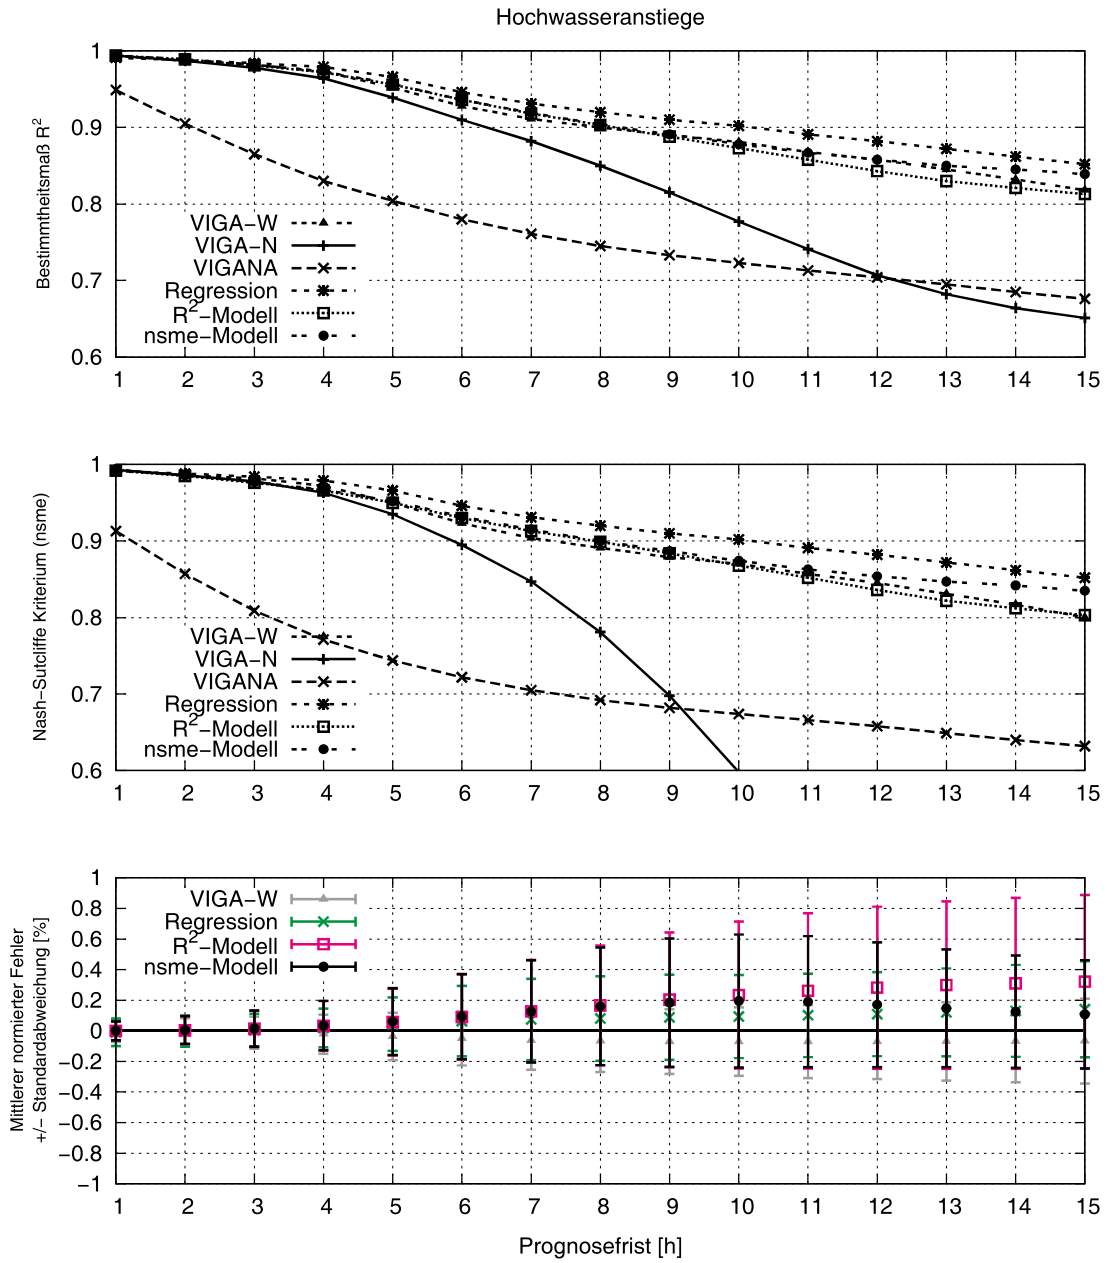 Hochwasseranstiege
Bestimmtheitsmaß R²
1
0.9
0.8
0.7
0.6
VIGA−W
VIGA−N
VIGANA
Regression
R²−Modell
nsme−Modell
1 2 3 4 5 6 7 8 9 10 11 12 13 14 15
Nash−Sutcliffe Kriterium (nsme)
1
0.9
0.8
0.7
0.6
VIGA−W
VIGA−N
VIGANA
Regression
R²−Modell
nsme−Modell
1 2 3 4 5 6 7 8 9 10 11 12 13 14 15
Mittlerer normierter Fehler
+/− Standardabweichung [%]
1
0.8
0.6
0.4
0.2
0
−0.2
−0.4
−0.6
−0.8
−1
VIGA−W
Regression
R²−Modell
nsme−Modell
1 2 3 4 5 6 7 8 9 10 11 12 13 14 15
Prognosefrist [h]